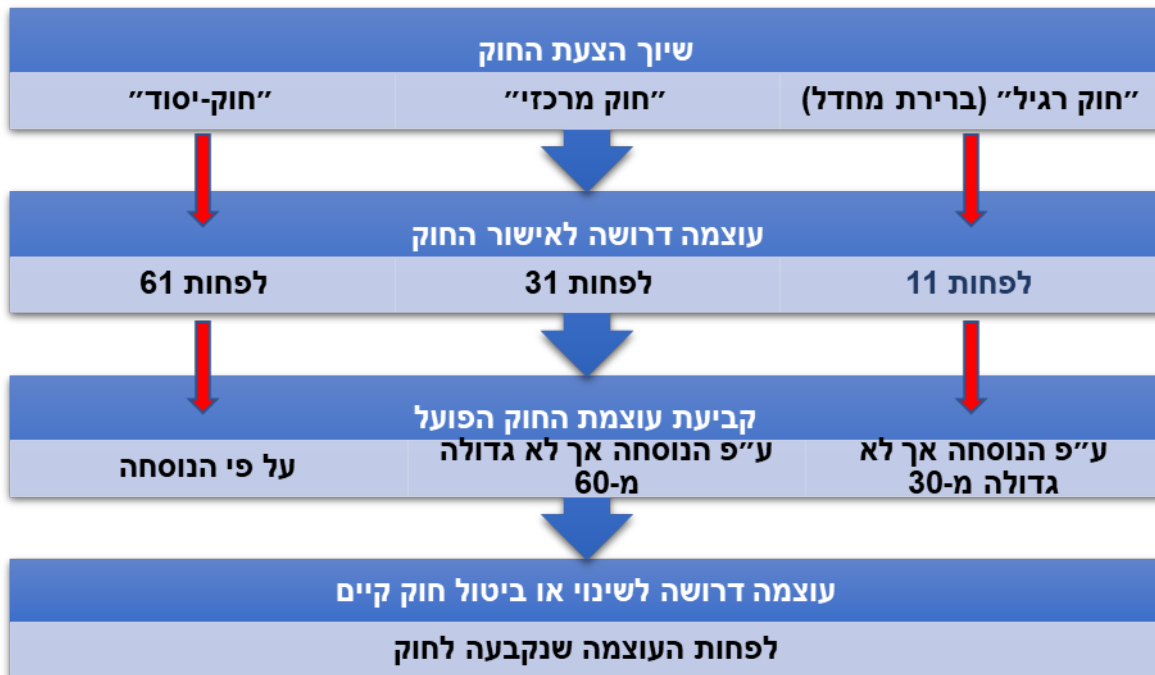 שיוך הצעת החוק
״חוק רגיל״ (ברירת מחדל)
״חוק מרכזי״
״חוק-יסוד״
עוצמה דרושה לאישור החוק
לפחות 11
לפחות 31
לפחות 61
קביעת עוצמת החוק הפועל
ע״פ הנוסחה אך לא
גדולה מ-30
ע״פ הנוסחה אך לא גדולה
מ-60
על פי הנוסחה
עוצמה דרושה לשינוי או ביטול חוק קיים
לפחות העוצמה שנקבעה לחוק